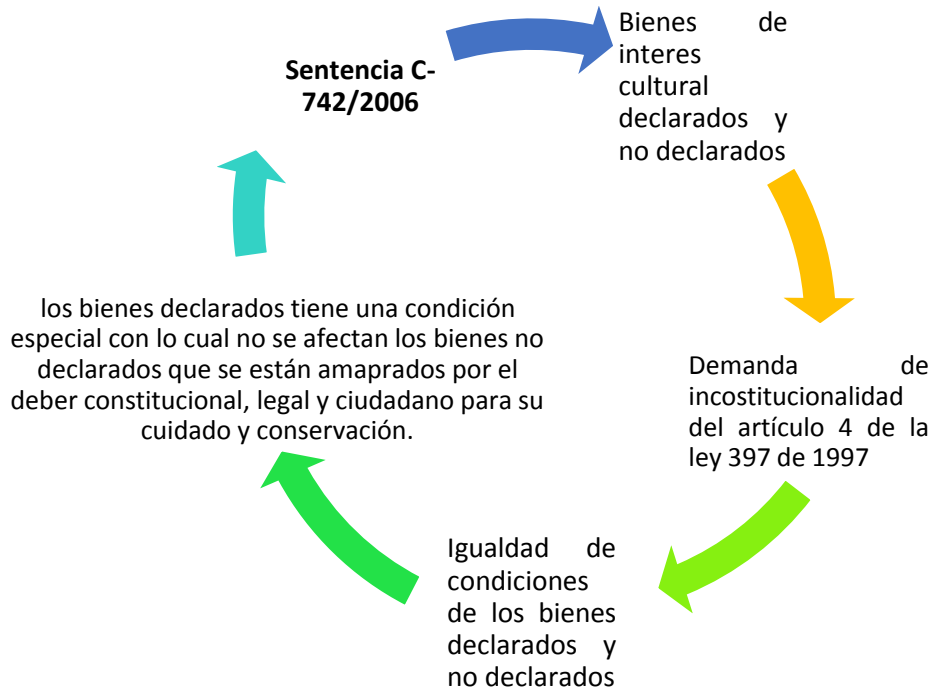 Sentencia C-
742/2006
Bienes de
interes
cultural
declarados y
no declarados
Demanda de
incostitucionalidad
del artículo 4 de la
ley 397 de 1997
Igualdad de
condiciones
de los bienes
declarados y
no declarados
los bienes declarados tiene una condición
especial con lo cual no se afectan los bienes no
declarados que se están amaprados por el
deber constitucional, legal y ciudadano para su
cuidado y conservación.